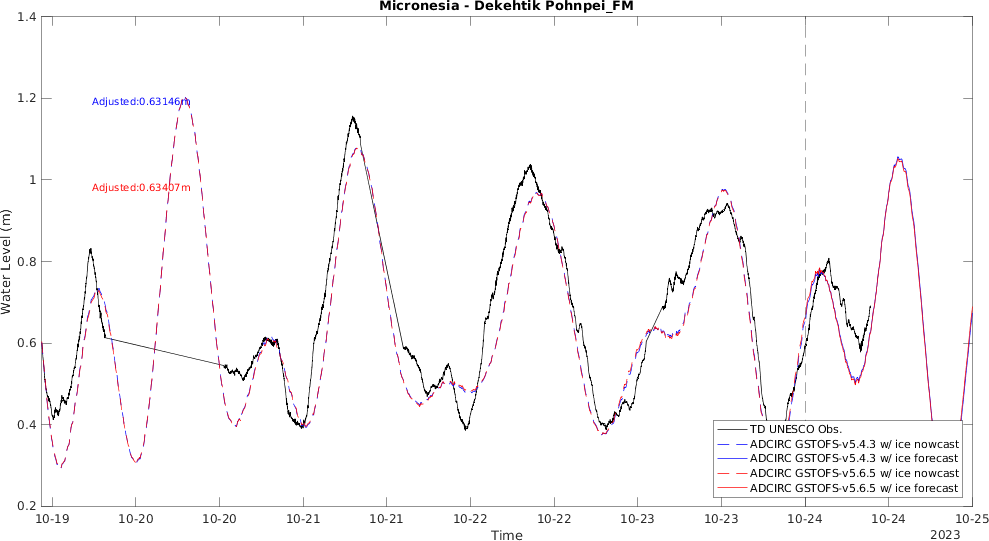 Micronesia - Dekehtik Pohnpei_FM
1.4
1.2
1
0.8
0.6
0.4
0.2
Water Level (m)
Adjusted:0.63146m
Adjusted:0.63407m
TD UNESCO Obs.
ADCIRC GSTOFS-v5.4.3 w/ ice nowcast
ADCIRC GSTOFS-v5.4.3 w/ ice forecast
ADCIRC GSTOFS-v5.6.5 w/ ice nowcast
ADCIRC GSTOFS-v5.6.5 w/ ice forecast
10-19 10-20 10-20 10-21 10-21 10-22 10-22 10-23 10-23 10-24 10-24 10-25
Time
2023